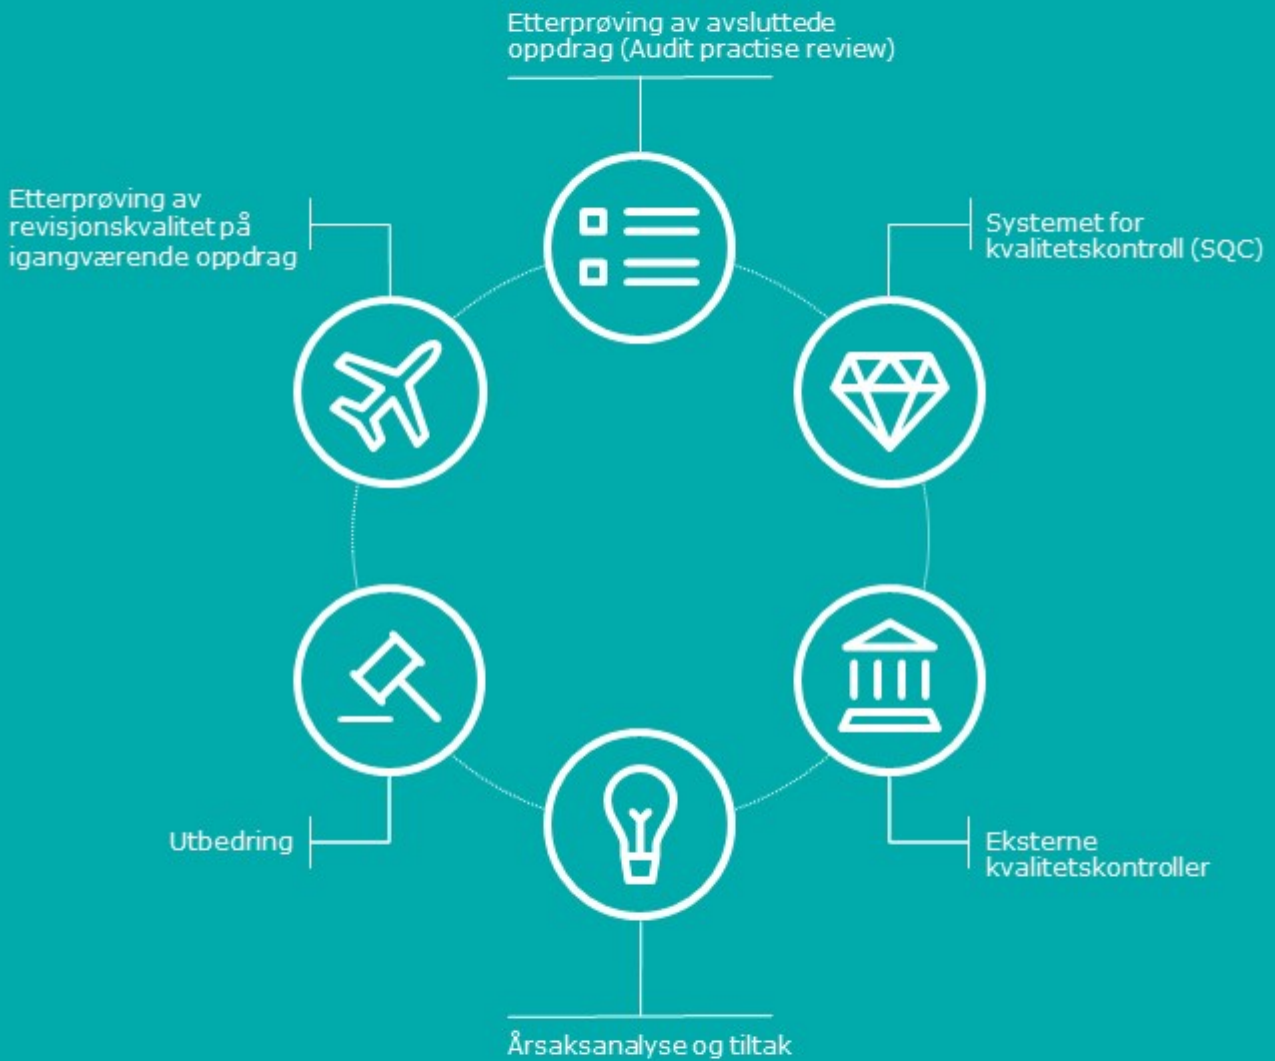 Etterprøving av avsluttede
oppdrag (Audit practise review)
Etterprøving av
revisjonskvalitet på
igangværende oppdrag
Systemet for
kvalitetskontroll (SQC)
Utbedring
Eksterne
kvalitetskontroller
Årsaksanalyse og tiltak